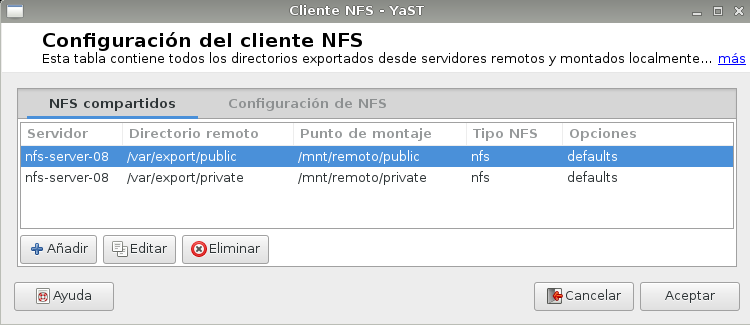 Cliente NFS - YaST
Configuración del cliente NFS
Esta tabla contiene todos los directorios exportados desde servidores remotos y montados localmente... más
NFS compartidos Configuración de NFS
Servidor Directorio remoto Punto de montaje Tipo NFS Opciones
nfs-server-08 /var/export/public /mnt/remoto/public nfs defaults
nfs-server-08 /var/export/private /mnt/remoto/private nfs defaults
Añadir Editar Eliminar
Ayuda Cancelar Aceptar